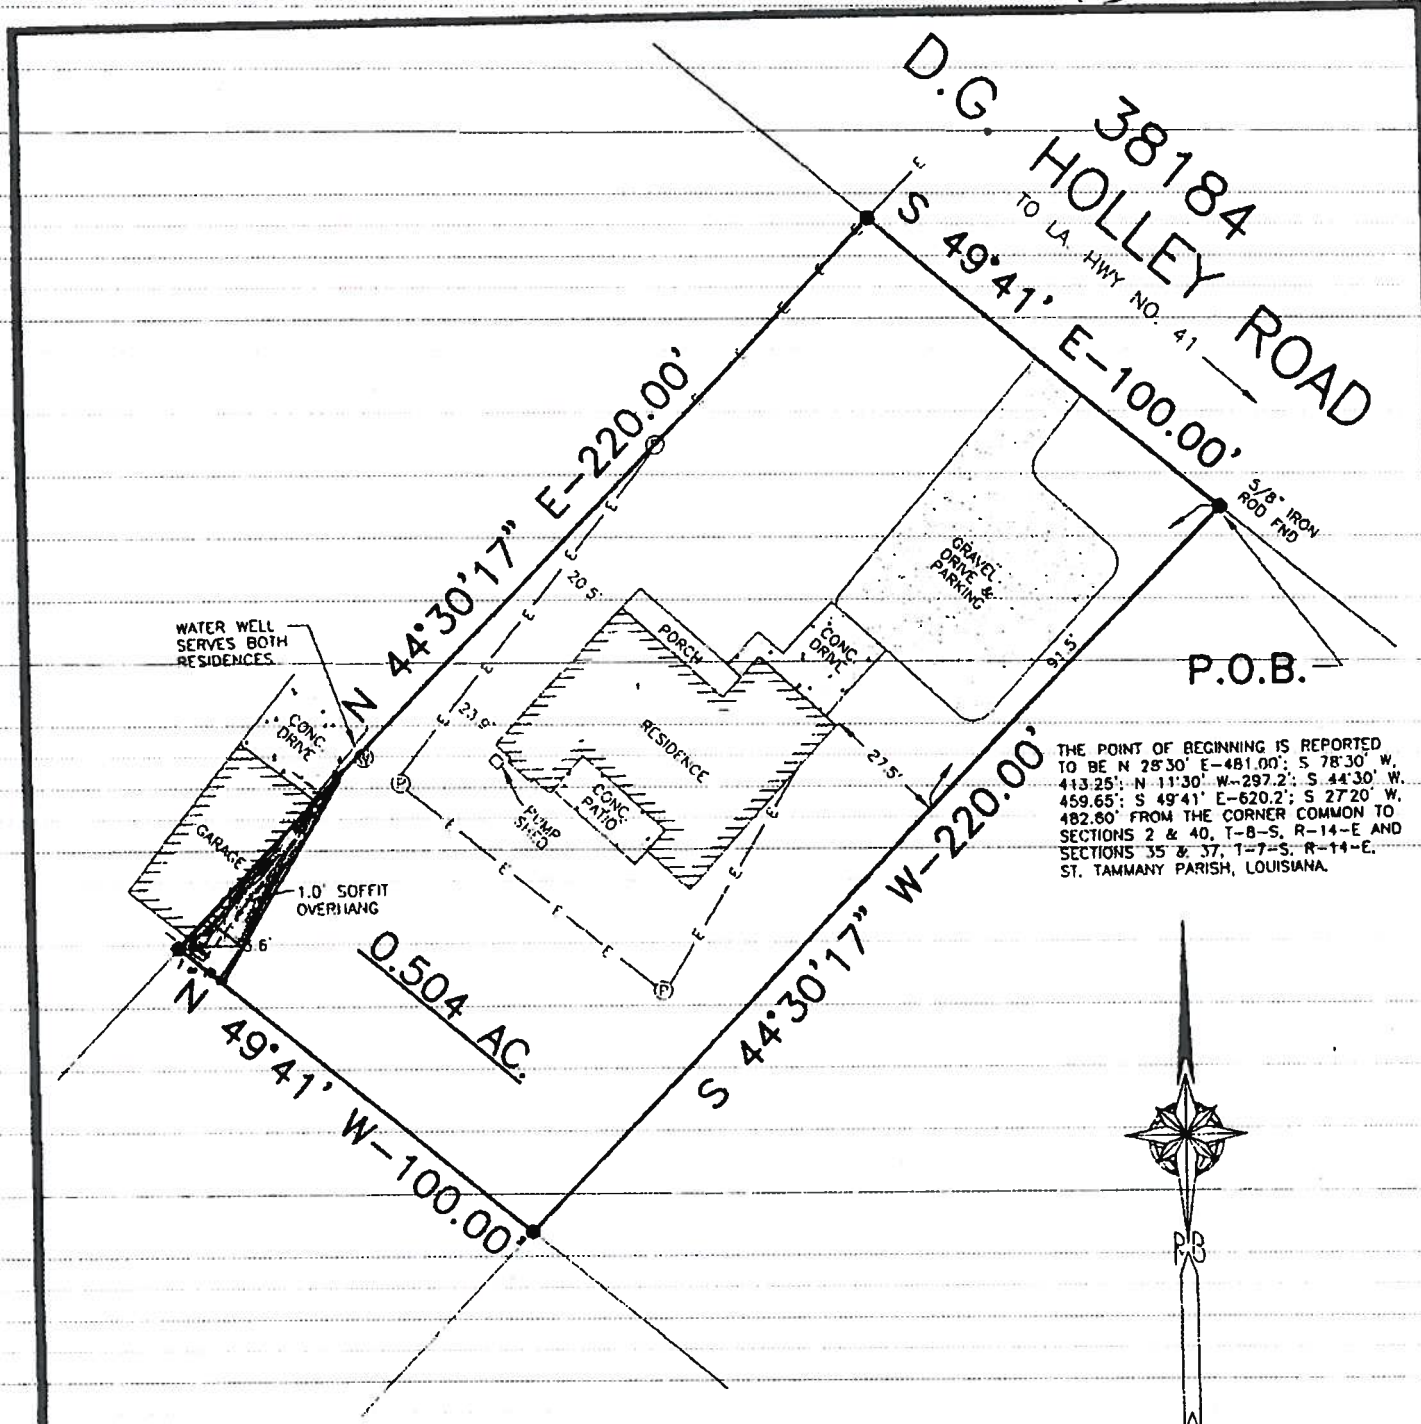 38184
D.G. HOLLEY ROAD
TO LA. HWY NO. 41
S 49°41' E-100.00'
N 44°30'17" E-220.00'
5/8" IRON
ROD FND
GRAVEL
DRIVE &
PARKING
20.5'
WATER WELL
SERVES BOTH
RESIDENCES
PORCH
CONC.
DRIVE
91.5'
P.O.B.
23.9'
CONC.
DRIVE
RESIDENCE
27.5'
THE POINT OF BEGINNING IS REPORTED
TO BE N 28°30' E-481.00'; S 78°30' W,
413.25'; N 11°30' W-297.2'; S 44°30' W,
459.65'; S 49°41' E-620.2'; S 27°20' W,
482.60' FROM THE CORNER COMMON TO
SECTIONS 2 & 40, T-8-S, R-14-E AND
SECTIONS 35 & 37, T-7-S, R-14-E,
ST. TAMMANY PARISH, LOUISIANA.
CONC.
PATIO
PUMP
SHED
GARAGE
1.0' SOFFIT
OVERHANG
0.504 AC.
S 44°30'17" W-220.00'
N 49°41' W-100.00'